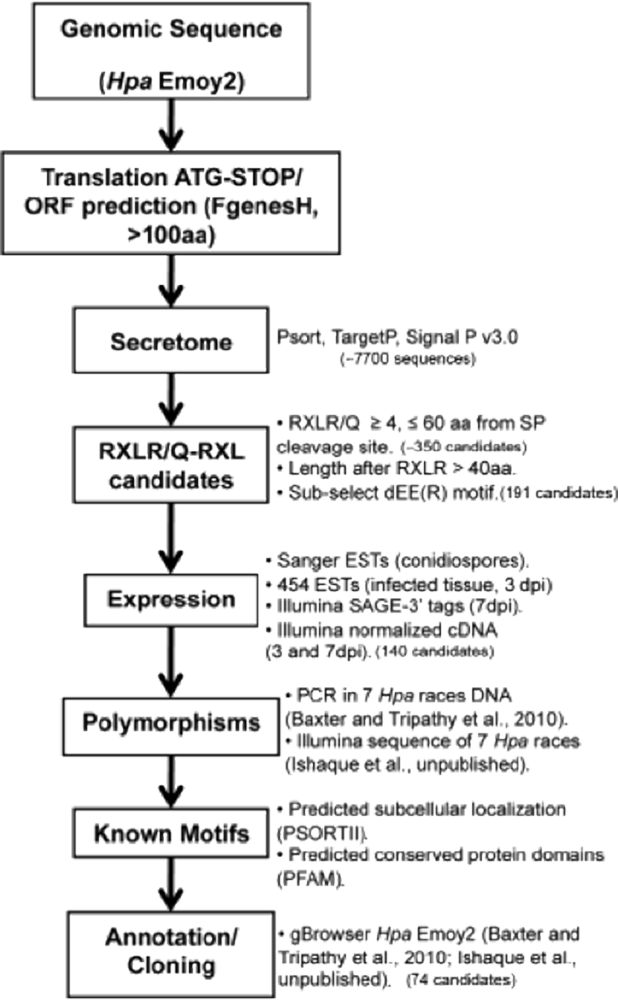 Genomic Sequence
(Hpa Emoy2)
Translation ATG-STOP/
ORF prediction (FgenesH,
>100aa)
Secretome
Psort, TargetP, Signal P v3.0
(~7700 sequences)
RXLR/Q-RXL
candidates
• RXLR/Q ≥ 4, ≤ 60 aa from SP
cleavage site. (~350 candidates)
• Length after RXLR > 40aa.
• Sub-select dEE(R) motif.(191 candidates)
Expression
• Sanger ESTs (conidiospores).
• 454 ESTs (infected tissue, 3 dpi)
• Illumina SAGE-3' tags (7dpi).
• Illumina normalized cDNA
(3 and 7dpi). (140 candidates)
Polymorphisms
• PCR in 7 Hpa races DNA
(Baxter and Tripathy et al., 2010).
• Illumina sequence of 7 Hpa races
(Ishaque et al., unpublished).
Known Motifs
• Predicted subcellular localization
(PSORTII).
• Predicted conserved protein domains
(PFAM).
Annotation/
Cloning
• gBrowser Hpa Emoy2 (Baxter and
Tripathy et al., 2010; Ishaque et al.,
unpublished). (74 candidates)